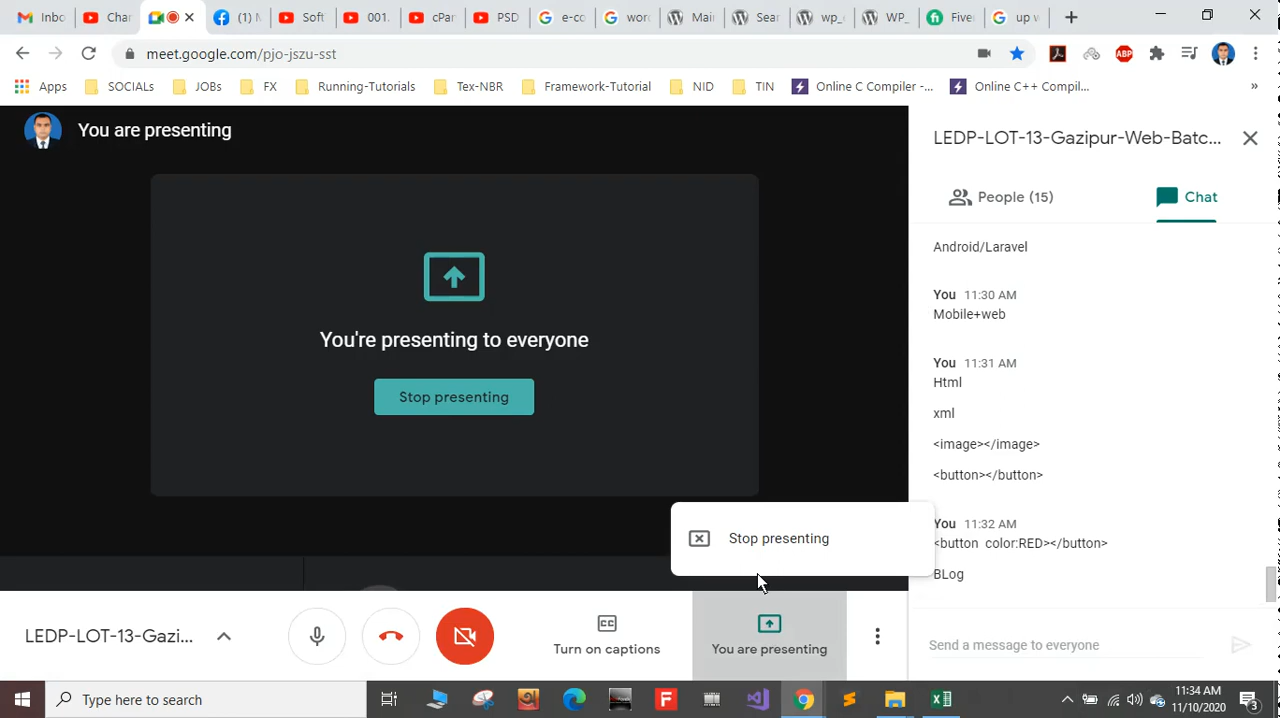 Inbo
Char
(1) M
Soft
001.
cPar
PSD
e-co
wor
Mair
Sear
wp_
WP_
Five
up w
meet.google.com/pjo-jszu-sst
ABP
Apps
SOCIALs
JOBs
FX
Running-Tutorials
Tex-NBR
Framework-Tutorial
NID
TIN
Online C Compiler -...
Online C++ Compil...
»
You are presenting
You're presenting to everyone
Stop presenting
Stop presenting
LEDP-LOT-13-Gazi...
Turn on captions
You are presenting
LEDP-LOT-13-Gazipur-Web-Batc...
People (15)
Chat
Android/Laravel
You 11:30 AM
Mobile+web
You 11:31 AM
Html
xml
<image></image>
<button></button>
You 11:32 AM
<button color:RED></button>
BLog
Send a message to everyone
Type here to search
11:34 AM
11/10/2020
3